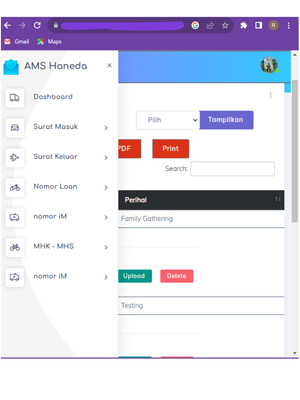 Gmail Maps
AMS Haneda ×
Dashboard
Surat Masuk
Surat Keluar
Nomor Loan
nomor iM
MHK - MHS
nomor iM
Pilih
Tampilkan
PDF Print
Search:
Perihal
Family Gathering
Upload Delete
Testing